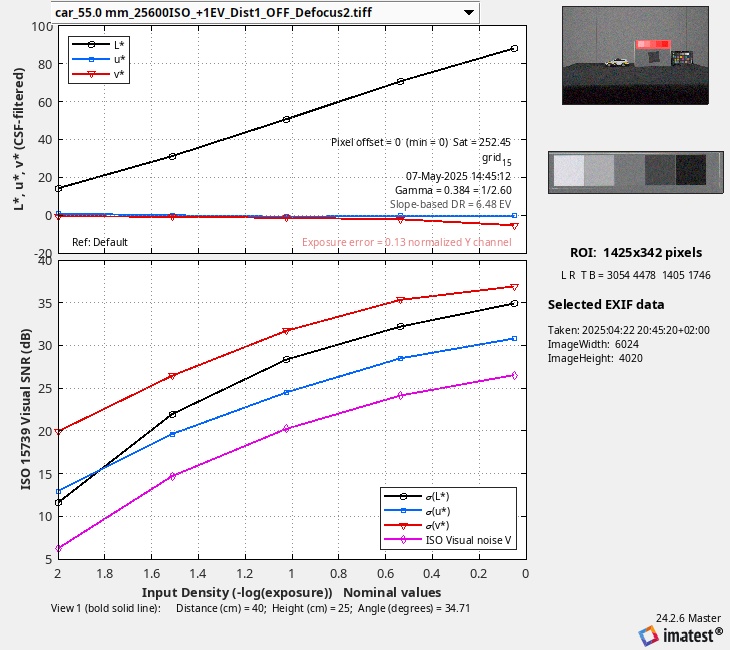 car_55.0 mm_25600ISO_+1EV_Dist1_OFF_Defocus2.tiff
100
80
60
40
20
0
-20
L*, u*, v* (CSF-filtered)
L*
u*
v*
Pixel offset = 0 (min = 0) Sat = 252.45
grid15
07-May-2025 14:45:12
Gamma = 0.384 = 1/2.60
Slope-based DR = 6.48 EV
Ref: Default
Exposure error = 0.13 normalized Y channel
ROI: 1425x342 pixels
L R T B = 3054 4478 1405 1746
Selected EXIF data
Taken: 2025:04:22 20:45:20+02:00
ImageWidth: 6024
ImageHeight: 4020
40
35
30
25
20
15
10
5
ISO 15739 Visual SNR (dB)
𝜎(L*)
𝜎(u*)
𝜎(v*)
ISO Visual noise V
2 1.8 1.6 1.4 1.2 1 0.8 0.6 0.4 0.2 0
Input Density (-log(exposure)) Nominal values
View 1 (bold solid line): Distance (cm) = 40; Height (cm) = 25; Angle (degrees) = 34.71
24.2.6 Master
imatest®